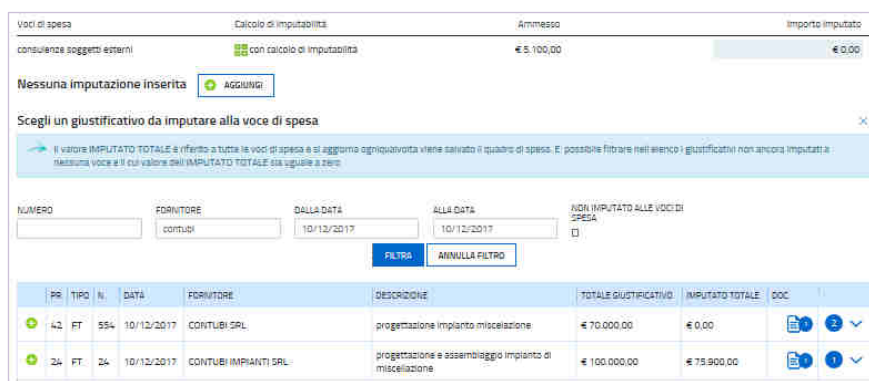 Voci di spesa Calcolo di imputabilità Ammesso Importo imputato
consulenze soggetti esterni con calcolo di imputabilità € 5.100,00 € 0,00
Nessuna imputazione inserita AGGIUNGI
Scegli un giustificativo da imputare alla voce di spesa
Il valore IMPUTATO TOTALE è riferito a tutte le voci di spesa e si aggiorna ogniqualvolta viene salvato il quadro di spesa. E' possibile filtrare nell'elenco i giustificativi non ancora imputati a
nessuna voce e il cui valore dell'IMPUTATO TOTALE sia uguale a zero
NUMERO FORNITORE DALLA DATA ALLA DATA NON IMPUTATO ALLE VOCI DI
SPESA
contubi 10/12/2017 10/12/2017
FILTRA ANNULLA FILTRO
PR. TIPO N. DATA FORNITORE DESCRIZIONE TOTALE GIUSTIFICATIVO IMPUTATO TOTALE DOC
42 FT 554 10/12/2017 CONTUBI SRL progettazione impianto miscelazione € 70.000,00 € 0,00 1 2
24 FT 24 10/12/2017 CONTUBI IMPIANTI SRL progettazione e assemblaggio impianto di
miscellazione € 100.000,00 € 75.900,00 1 1